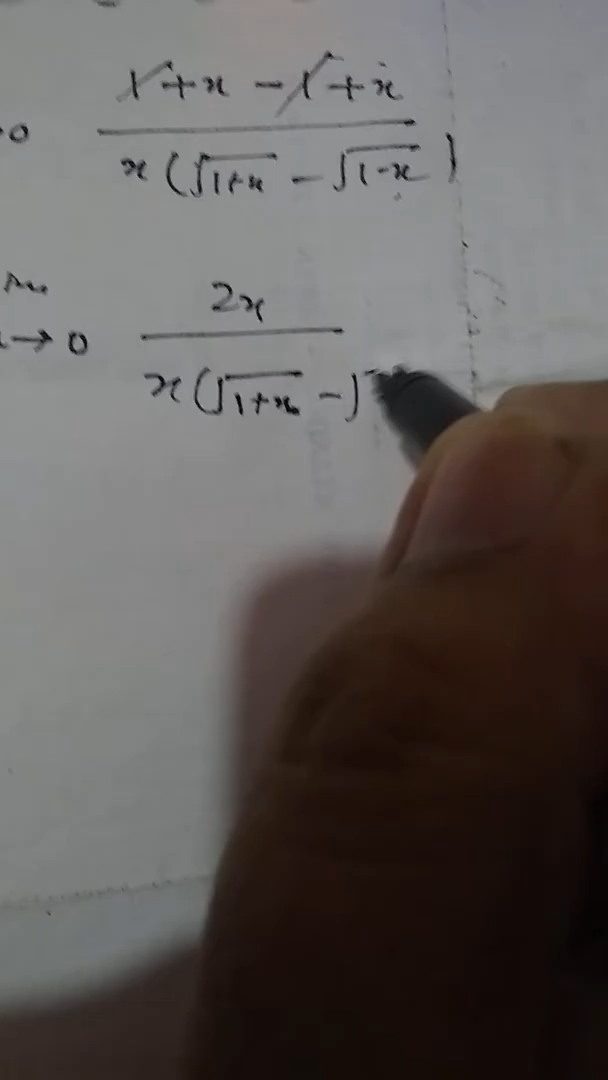 →0 (1+x-1+x)/(x(√(1+x) - √(1-x)))
x→0 2x/(x(√(1+x) - √